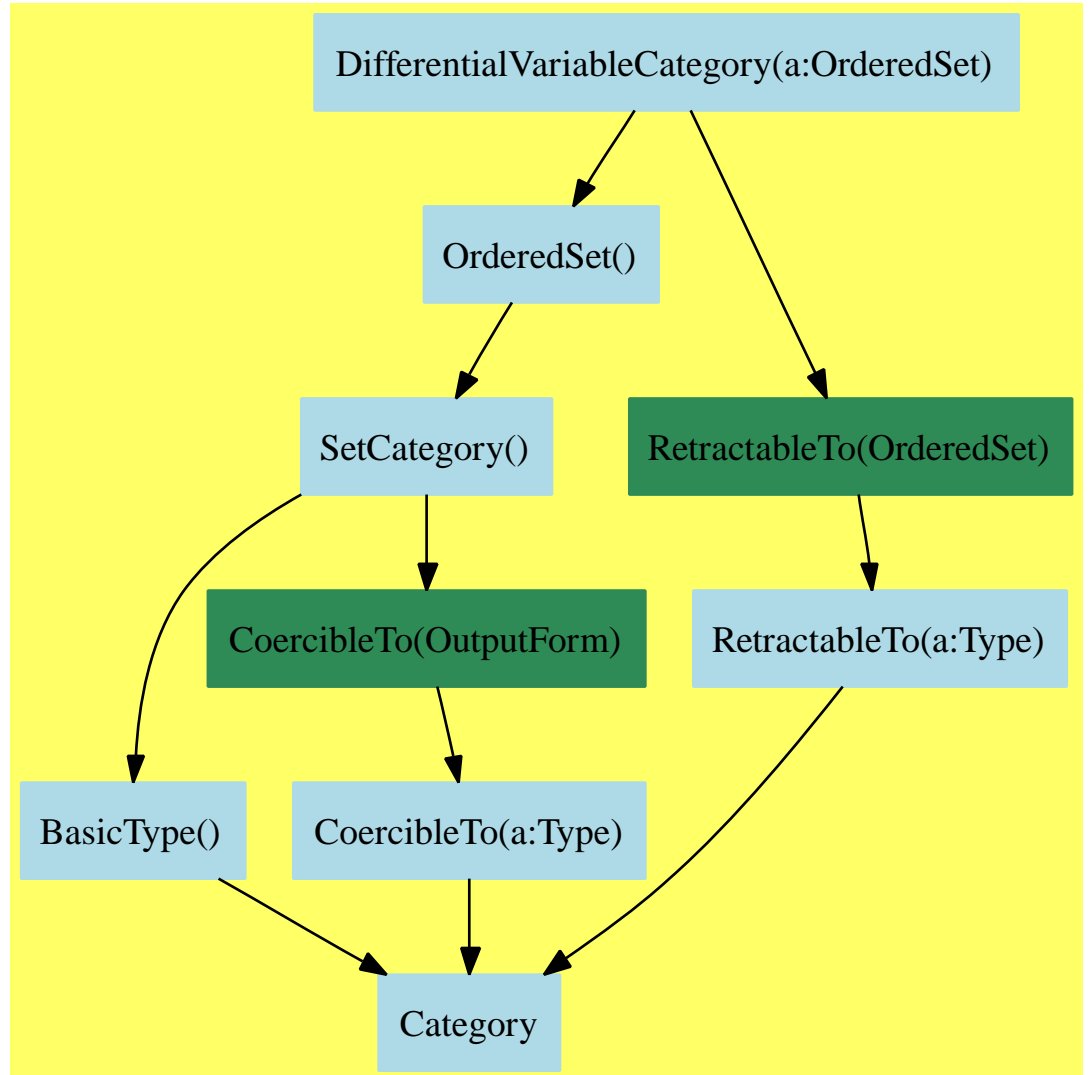 DifferentialVariableCategory(a:OrderedSet)
OrderedSet()
SetCategory()
RetractableTo(OrderedSet)
CoercibleTo(OutputForm)
RetractableTo(a:Type)
BasicType()
CoercibleTo(a:Type)
Category